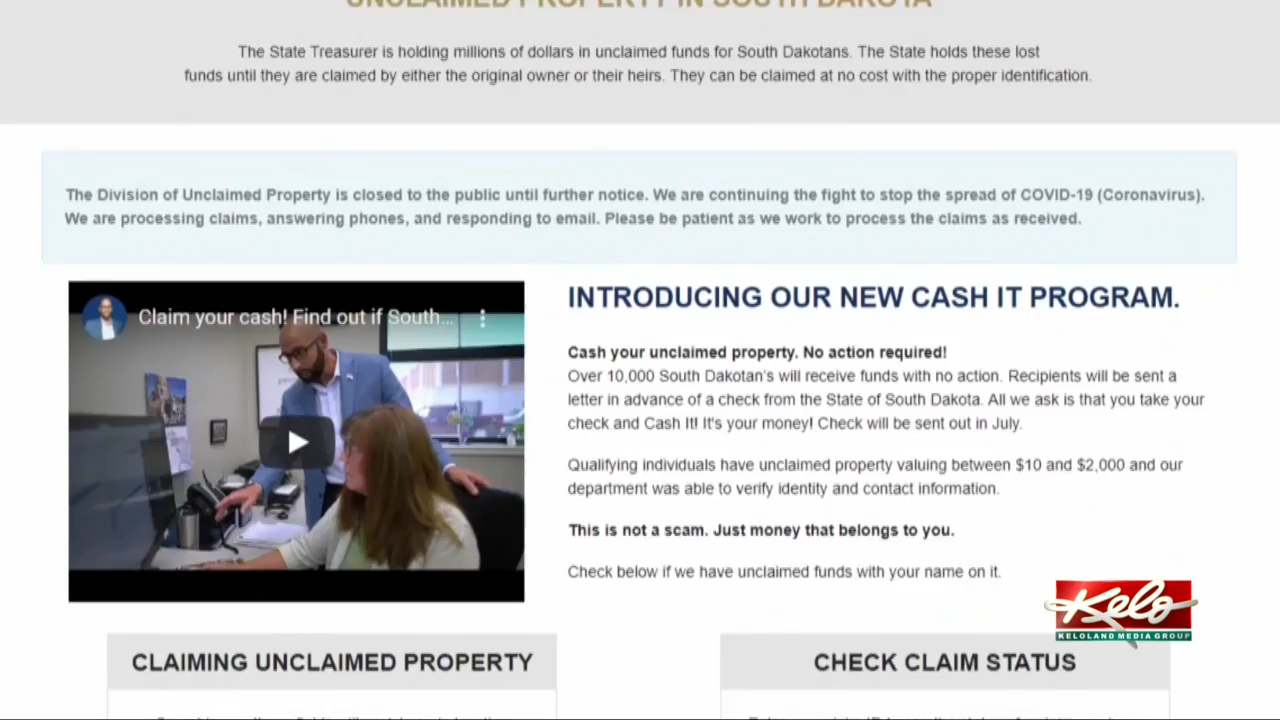 UNCLAIMED PROPERTY IN SOUTH DAKOTA
The State Treasurer is holding millions of dollars in unclaimed funds for South Dakotans. The State holds these lost
funds until they are claimed by either the original owner or their heirs. They can be claimed at no cost with the proper identification.
The Division of Unclaimed Property is closed to the public until further notice. We are continuing the fight to stop the spread of COVID-19 (Coronavirus).
We are processing claims, answering phones, and responding to email. Please be patient as we work to process the claims as received.
Claim your cash! Find out if South...
INTRODUCING OUR NEW CASH IT PROGRAM.
Cash your unclaimed property. No action required!
Over 10,000 South Dakotan's will receive funds with no action. Recipients will be sent a
letter in advance of a check from the State of South Dakota. All we ask is that you take your
check and Cash It! It's your money! Check will be sent out in July.
Qualifying individuals have unclaimed property valuing between $10 and $2,000 and our
department was able to verify identity and contact information.
This is not a scam. Just money that belongs to you.
Check below if we have unclaimed funds with your name on it.
Kelo
KELOLAND MEDIA GROUP
CLAIMING UNCLAIMED PROPERTY
CHECK CLAIM STATUS